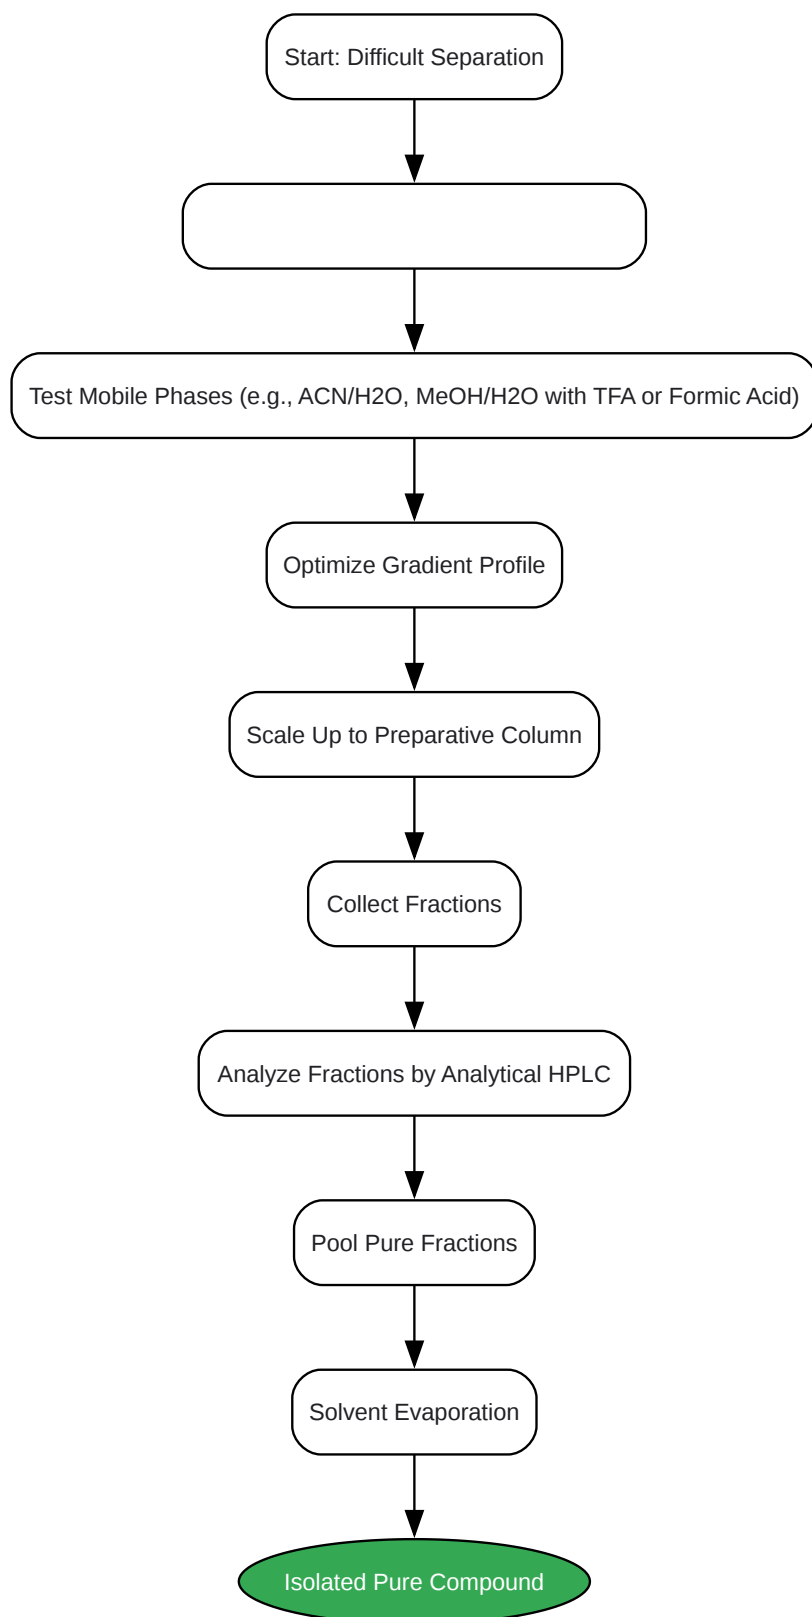 Start: Difficult Separation
Test Mobile Phases (e.g., ACN/H2O, MeOH/H2O with TFA or Formic Acid)
Optimize Gradient Profile
Scale Up to Preparative Column
Collect Fractions
Analyze Fractions by Analytical HPLC
Pool Pure Fractions
Solvent Evaporation
Isolated Pure Compound